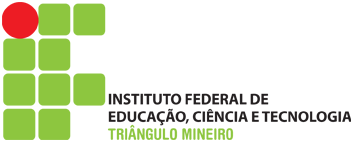 INSTITUTO FEDERAL DE
EDUCAÇÃO, CIÊNCIA E TECNOLOGIA
TRIÂNGULO MINEIRO